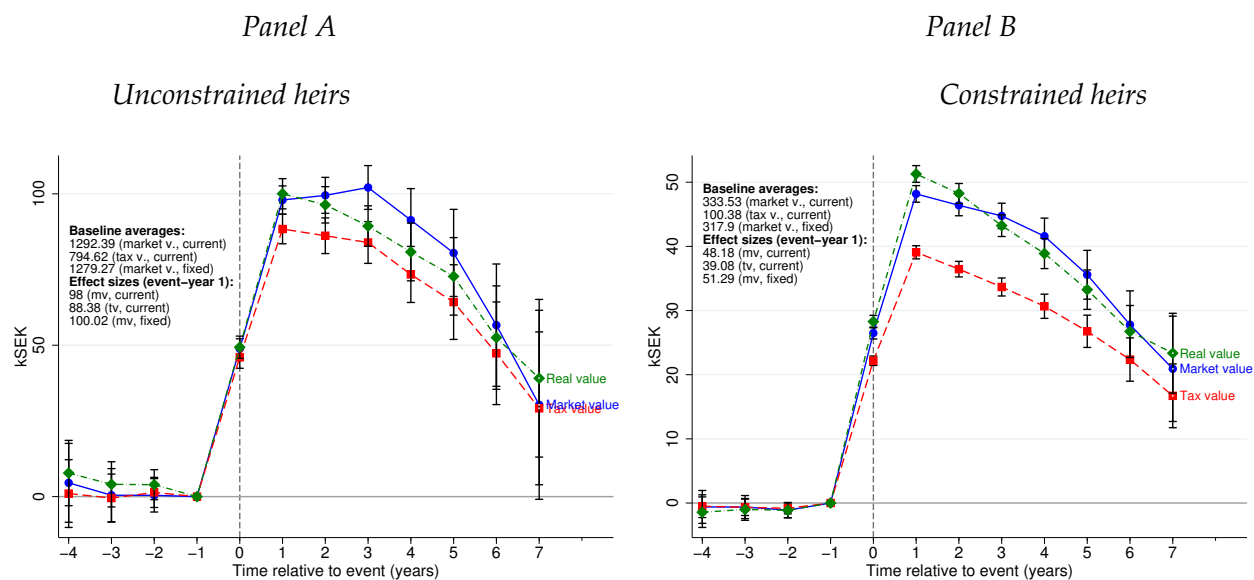 Panel A
Unconstrained heirs
kSEK
100
50
0
Baseline averages:
1292.39 (market v., current)
794.62 (tax v., current)
1279.27 (market v., fixed)
Effect sizes (event−year 1):
98 (mv, current)
88.38 (tv, current)
100.02 (mv, fixed)
Real value
Market value
Tax value
−4 −3 −2 −1 0 1 2 3 4 5 6 7
Time relative to event (years)
Panel B
Constrained heirs
kSEK
50
40
30
20
10
0
Baseline averages:
333.53 (market v., current)
100.38 (tax v., current)
317.9 (market v., fixed)
Effect sizes (event−year 1):
48.18 (mv, current)
39.08 (tv, current)
51.29 (mv, fixed)
Real value
Market value
Tax value
−4 −3 −2 −1 0 1 2 3 4 5 6 7
Time relative to event (years)